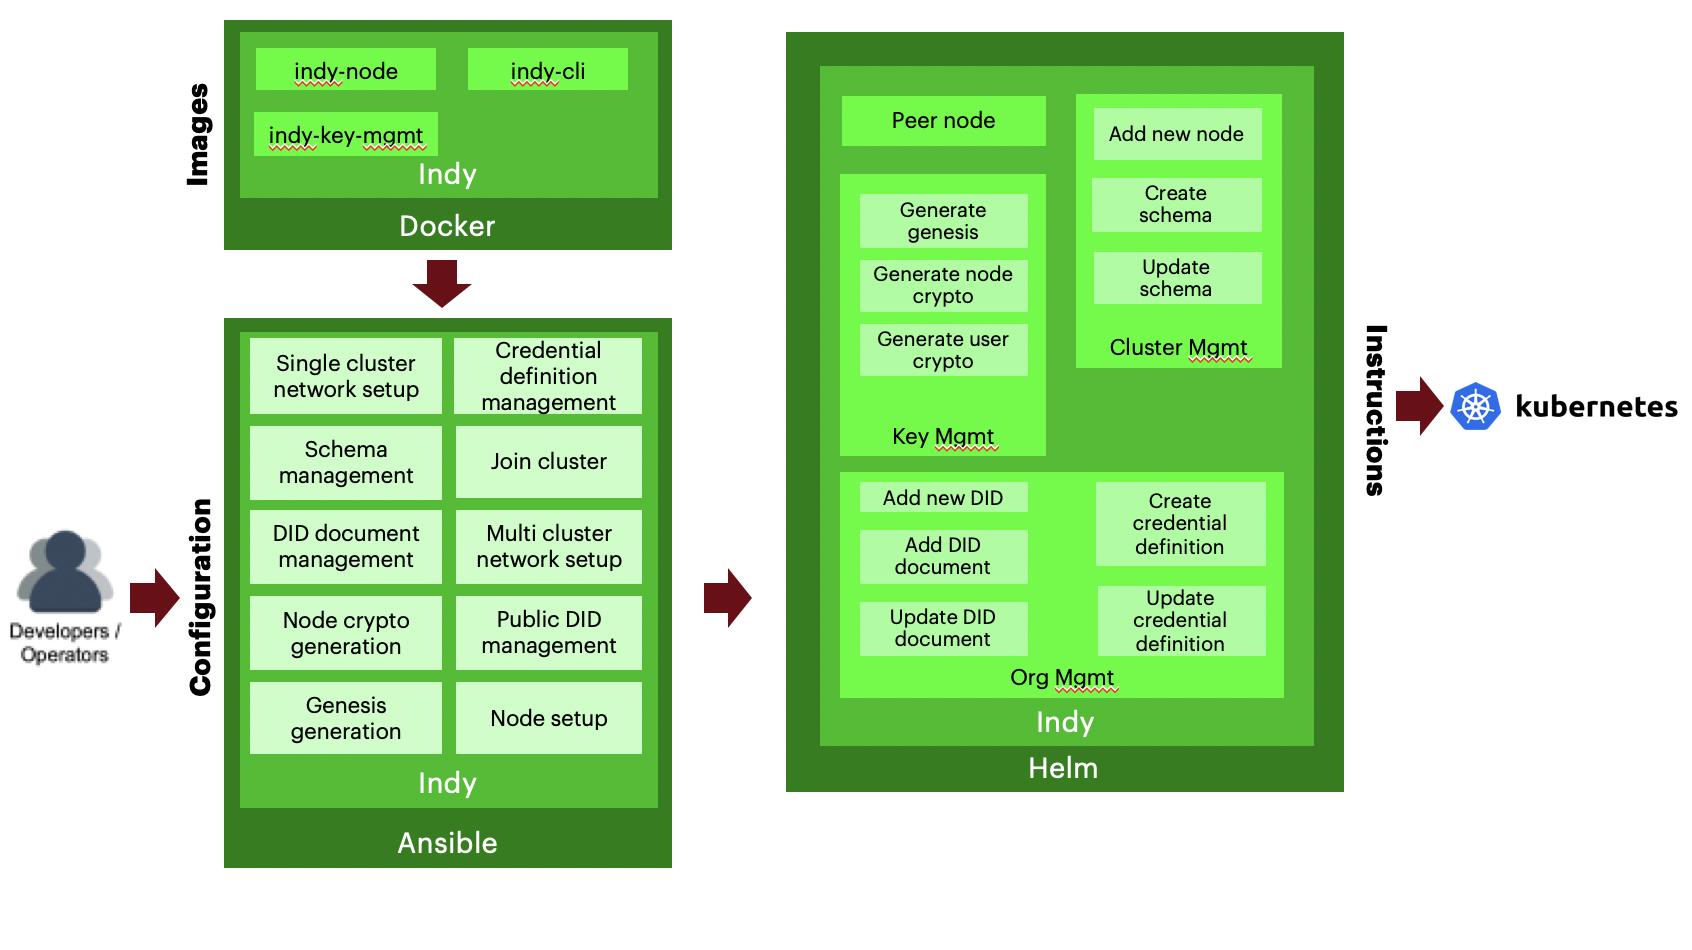 Images
indy-node
indy-cli
indy-key-mgmt
Indy
Docker
Developers /
Operators
Configuration
Single cluster
network setup
Credential
definition
management
Schema
management
Join cluster
DID document
management
Multi cluster
network setup
Node crypto
generation
Public DID
management
Genesis
generation
Node setup
Indy
Ansible
Peer node
Generate
genesis
Generate node
crypto
Generate user
crypto
Key Mgmt
Add new node
Create
schema
Update
schema
Cluster Mgmt
Add new DID
Add DID
document
Update DID
document
Create
credential
definition
Update
credential
definition
Org Mgmt
Indy
Helm
Instructions
kubernetes